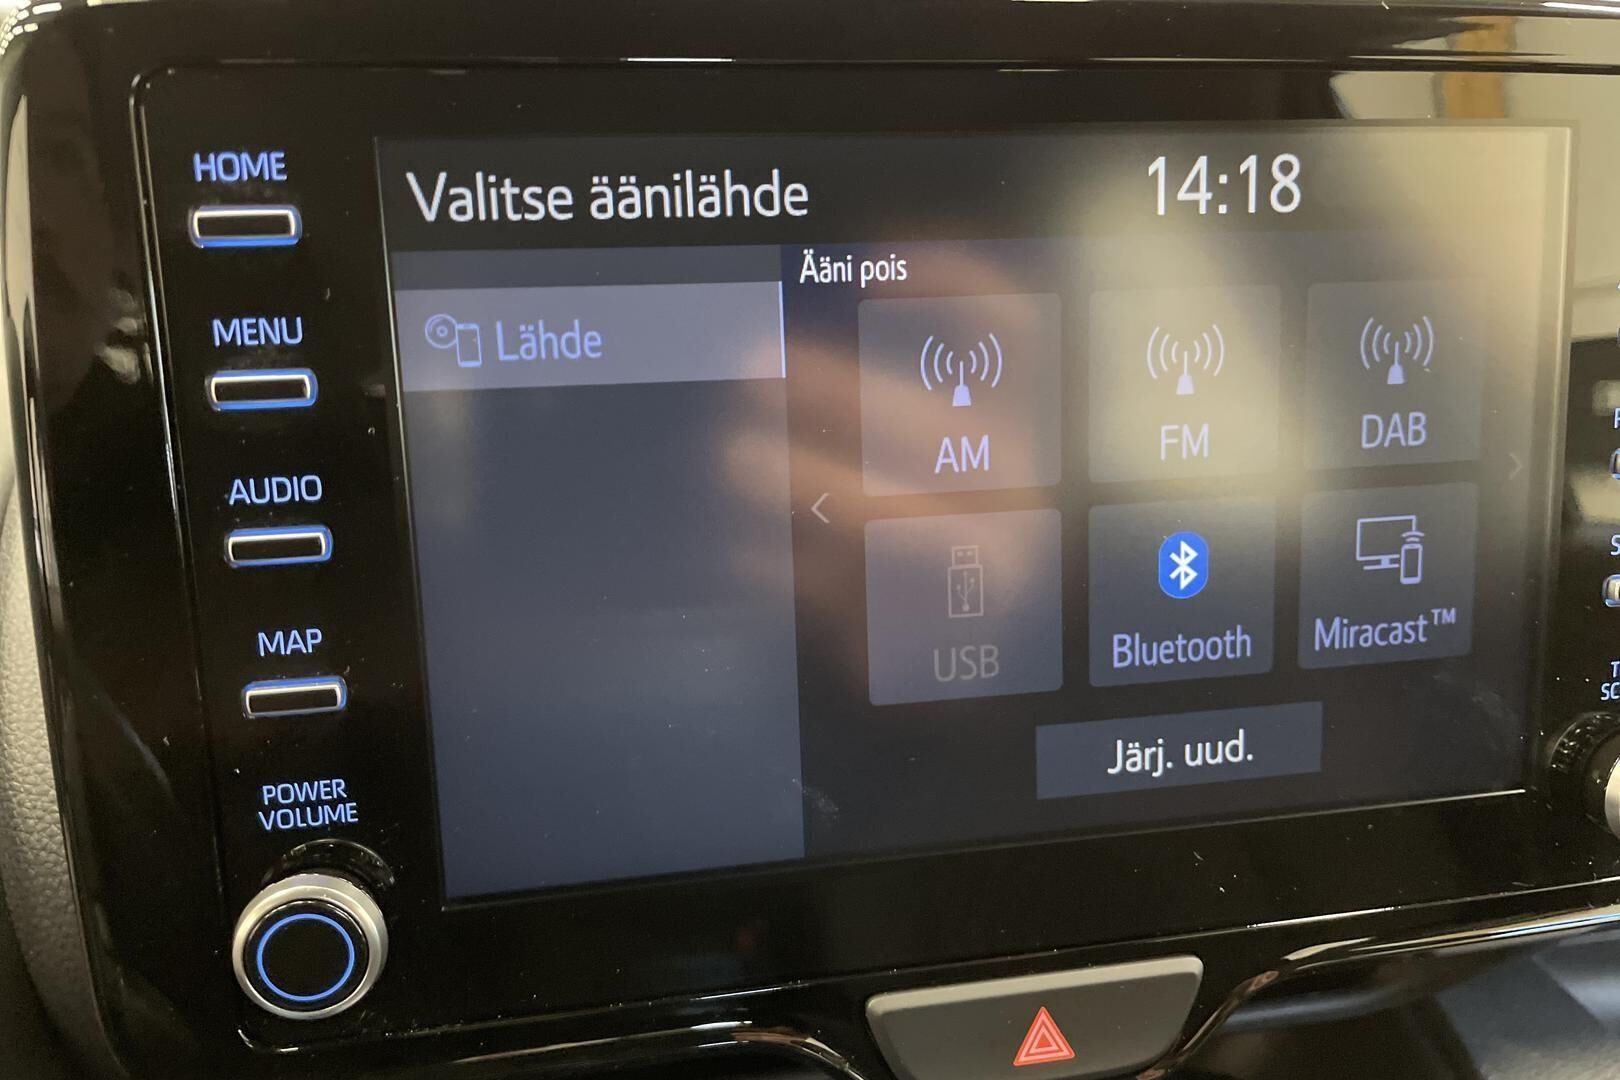 HOME
MENU
AUDIO
MAP
POWER
VOLUME
Valitse äänilähde
14:18
Lähde
Ääni pois
AM
FM
DAB
USB
Bluetooth
Miracast™
Järj. uud.